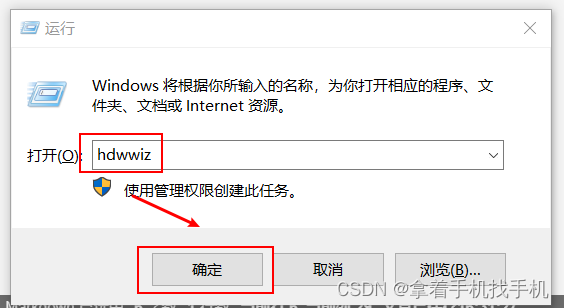 运行
Windows 将根据你所输入的名称，为你打开相应的程序、文
件夹、文档或 Internet 资源。
打开(O): hdwwiz
使用管理权限创建此任务。
确定 取消 浏览(B)...
CSDN @拿着手机找手机